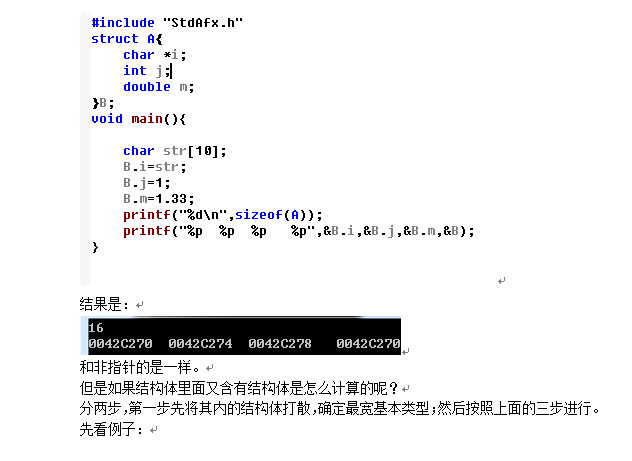 #include "StdAfx.h"
struct A{
    char *i;
    int j;
    double m;
}B;
void main(){
    char str[10];
    B.i=str;
    B.j=1;
    B.m=1.33;
    printf("%d\n",sizeof(A));
    printf("%p  %p  %p   %p",&B.i,&B.j,&B.m,&B);
}
结果是：
16
0042C270  0042C274  0042C278   0042C270
和非指针的是一样。
但是如果结构体里面又含有结构体是怎么计算的呢？
分两步,第一步先将其内的结构体打散,确定最宽基本类型;然后按照上面的三步进行。
先看例子：